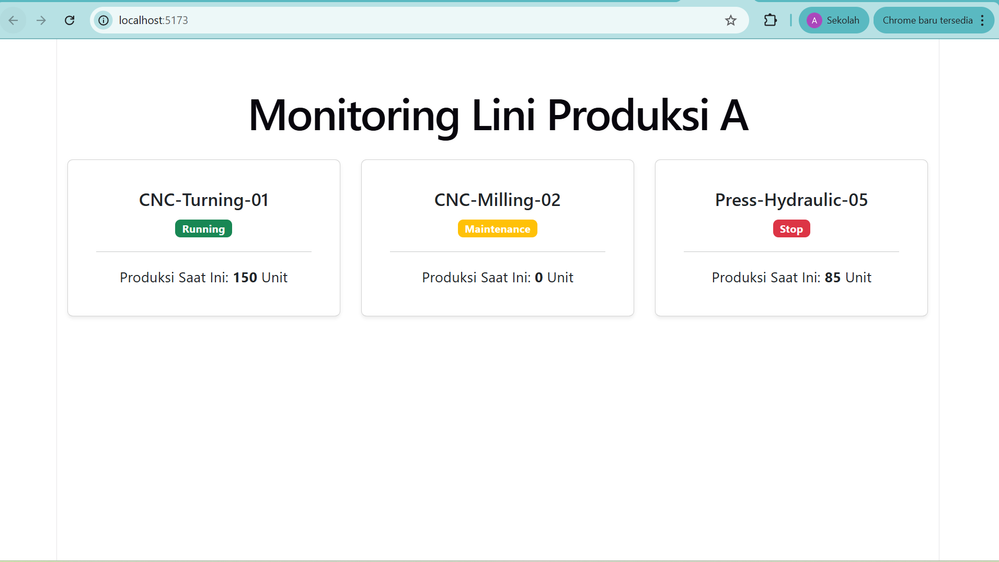 localhost:5173
A Sekolah
Chrome baru tersedia
Monitoring Lini Produksi A
CNC-Turning-01
Running
Produksi Saat Ini: 150 Unit
CNC-Milling-02
Maintenance
Produksi Saat Ini: 0 Unit
Press-Hydraulic-05
Stop
Produksi Saat Ini: 85 Unit